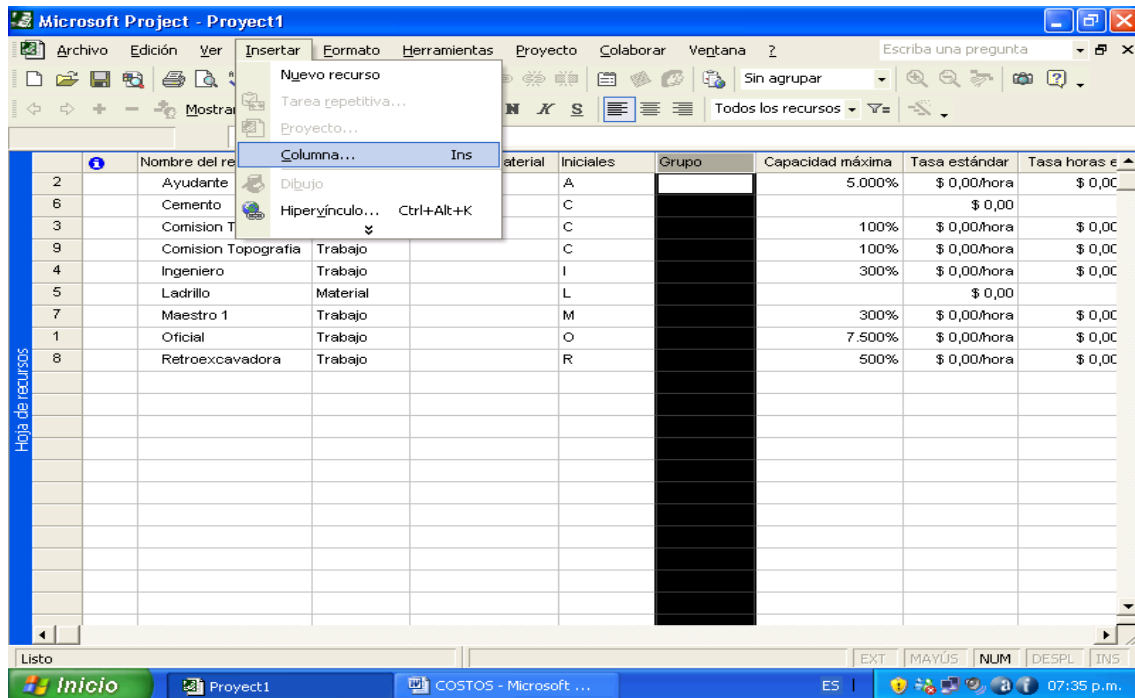 Microsoft Project - Proyect1
Archivo Edición Ver Insertar Formato Herramientas Proyecto Colaborar Ventana ? Escriba una pregunta
Sin agrupar
Mostrar N K S Todos los recursos
Nuevo recurso
Tarea repetitiva...
Proyecto...
Columna... Ins
Dibujo
Hipervínculo... Ctrl+Alt+K
Nombre del re aterial Iniciales Grupo Capacidad máxima Tasa estándar Tasa horas e
2 Ayudante A 5.000% $ 0,00/hora $ 0,00
6 Cemento C $ 0,00
3 Comision T C 100% $ 0,00/hora $ 0,00
9 Comision Topografia Trabajo C 100% $ 0,00/hora $ 0,00
4 Ingeniero Trabajo I 300% $ 0,00/hora $ 0,00
5 Ladrillo Material L $ 0,00
7 Maestro 1 Trabajo M 300% $ 0,00/hora $ 0,00
1 Oficial Trabajo O 7.500% $ 0,00/hora $ 0,00
8 Retroexcavadora Trabajo R 500% $ 0,00/hora $ 0,00
Hoja de recursos
Listo EXT MAYÚS NUM DESPL INS
Inicio Proyect1 COSTOS - Microsoft ... ES 07:35 p.m.